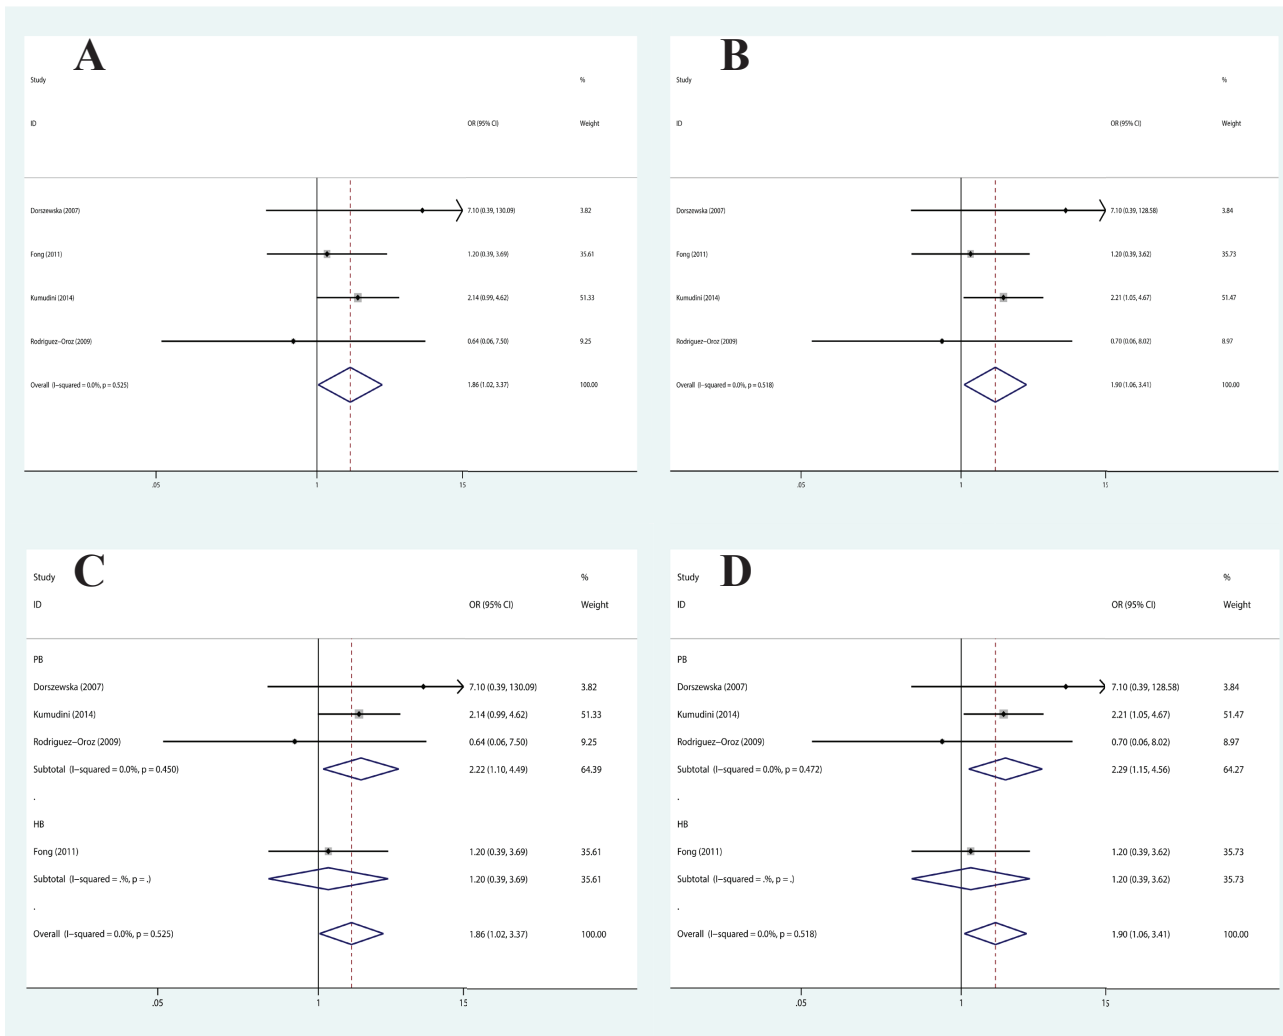 A
Study %
ID OR (95% CI) Weight
Dorszewska (2007) 7.10 (0.39, 130.09) 3.82
Fong (2011) 1.20 (0.39, 3.69) 35.61
Kumudini (2014) 2.14 (0.99, 4.62) 51.33
Rodriguez−Oroz (2009) 0.64 (0.06, 7.50) 9.25
Overall (I−squared = 0.0%, p = 0.525) 1.86 (1.02, 3.37) 100.00
.05 1 15
B
Study %
ID OR (95% CI) Weight
Dorszewska (2007) 7.10 (0.39, 128.58) 3.84
Fong (2011) 1.20 (0.39, 3.62) 35.73
Kumudini (2014) 2.21 (1.05, 4.67) 51.47
Rodriguez−Oroz (2009) 0.70 (0.06, 8.02) 8.97
Overall (I−squared = 0.0%, p = 0.518) 1.90 (1.06, 3.41) 100.00
.05 1 15
C
Study %
ID OR (95% CI) Weight
PB
Dorszewska (2007) 7.10 (0.39, 130.09) 3.82
Kumudini (2014) 2.14 (0.99, 4.62) 51.33
Rodriguez−Oroz (2009) 0.64 (0.06, 7.50) 9.25
Subtotal (I−squared = 0.0%, p = 0.450) 2.22 (1.10, 4.49) 64.39
.
HB
Fong (2011) 1.20 (0.39, 3.69) 35.61
Subtotal (I−squared = .%, p = .) 1.20 (0.39, 3.69) 35.61
.
Overall (I−squared = 0.0%, p = 0.525) 1.86 (1.02, 3.37) 100.00
.05 1 15
D
Study %
ID OR (95% CI) Weight
PB
Dorszewska (2007) 7.10 (0.39, 128.58) 3.84
Kumudini (2014) 2.21 (1.05, 4.67) 51.47
Rodriguez−Oroz (2009) 0.70 (0.06, 8.02) 8.97
Subtotal (I−squared = 0.0%, p = 0.472) 2.29 (1.15, 4.56) 64.27
.
HB
Fong (2011) 1.20 (0.39, 3.62) 35.73
Subtotal (I−squared = .%, p = .) 1.20 (0.39, 3.62) 35.73
.
Overall (I−squared = 0.0%, p = 0.518) 1.90 (1.06, 3.41) 100.00
.05 1 15